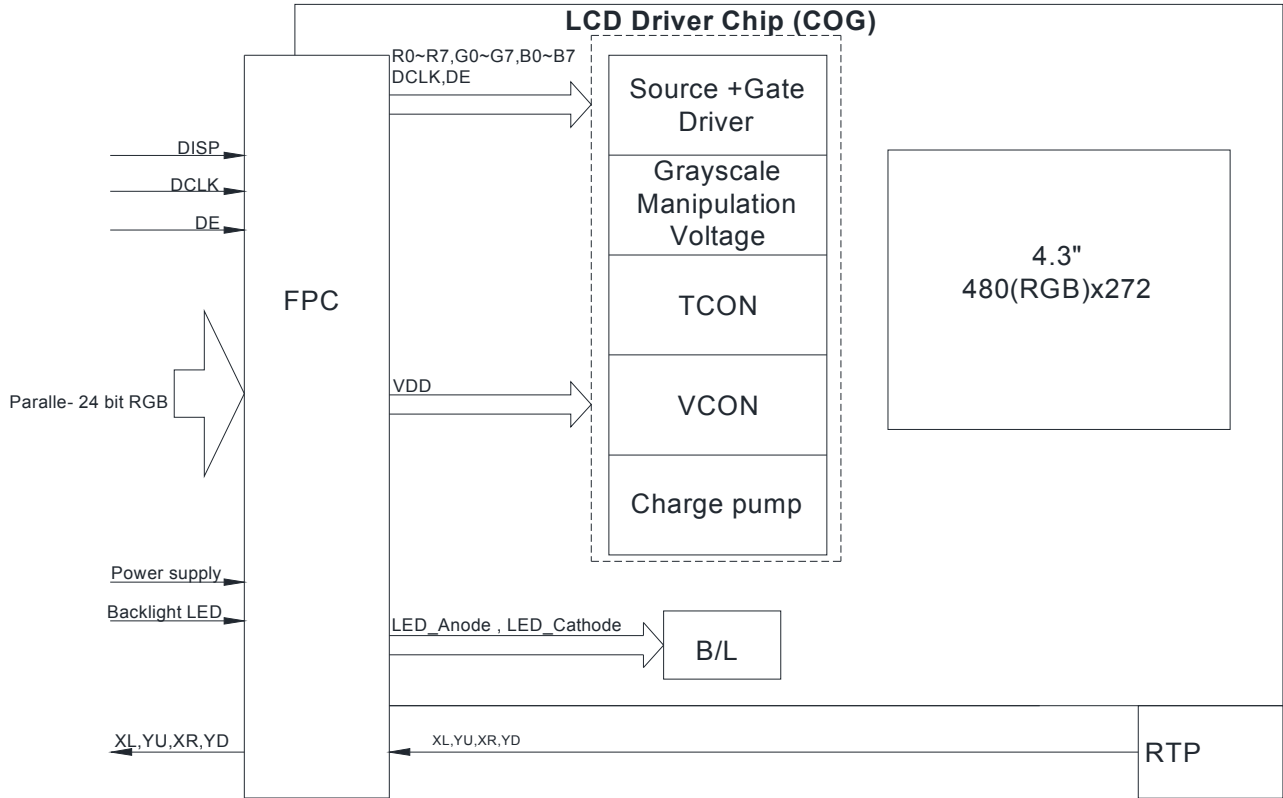 LCD Driver Chip (COG)
R0~R7,G0~G7,B0~B7
DCLK,DE
Source +Gate
Driver
DISP
DCLK
DE
Grayscale
Manipulation
Voltage
4.3"
480(RGB)x272
FPC
TCON
VDD
Paralle- 24 bit RGB
VCON
Charge pump
Power supply
Backlight LED
LED_Anode , LED_Cathode
B/L
XL,YU,XR,YD
XL,YU,XR,YD
RTP